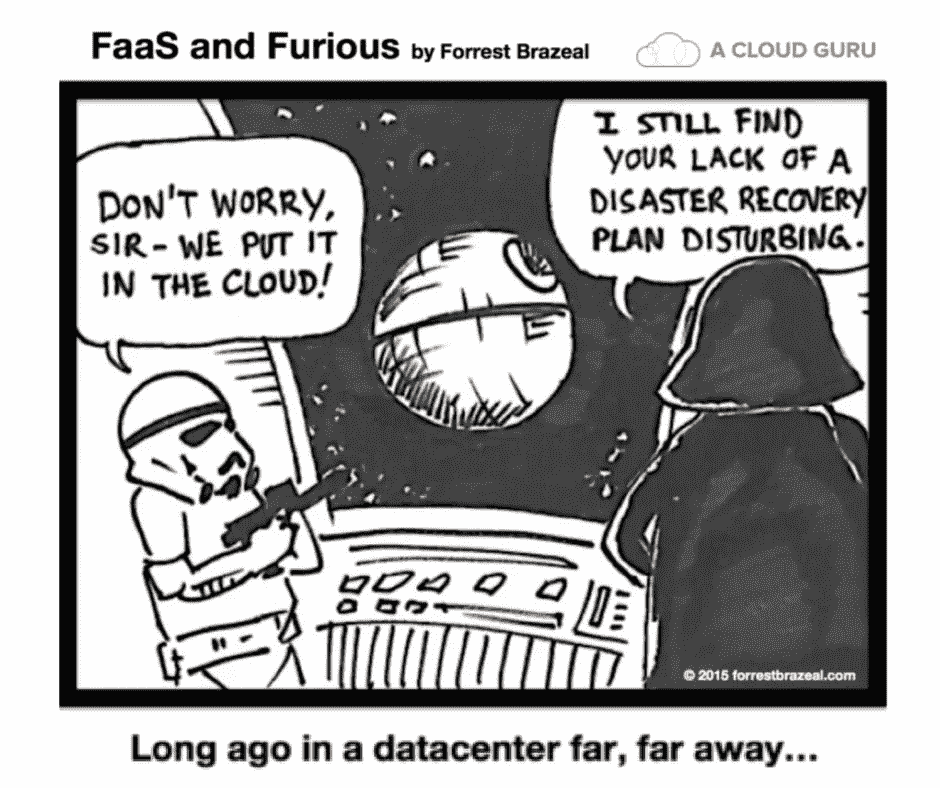 FaaS and Furious by Forrest Brazeal
A CLOUD GURU
DON'T WORRY,
SIR - WE PUT IT
IN THE CLOUD!
I STILL FIND
YOUR LACK OF A
DISASTER RECOVERY
PLAN DISTURBING.
© 2015 forrestbrazeal.com
Long ago in a datacenter far, far away...